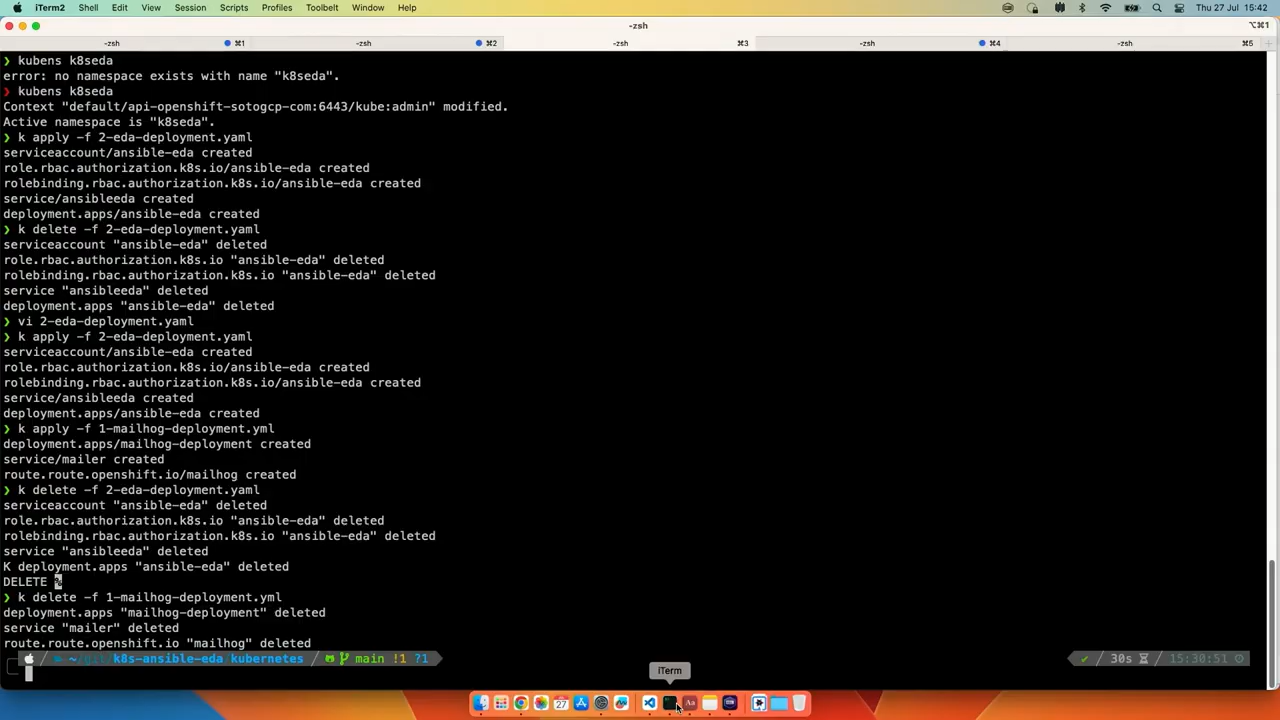 iTerm2 Shell Edit View Session Scripts Profiles Toolbelt Window Help Thu 27 Jul 15:42
-zsh ⌥⌘1
-zsh ⌘1 -zsh ⌘2 -zsh ⌘3 -zsh ⌘4 -zsh ⌘5
❯ kubens k8seda
error: no namespace exists with name "k8seda".
❯ kubens k8seda
Context "default/api-openshift-sotogcp-com:6443/kube:admin" modified.
Active namespace is "k8seda".
❯ k apply -f 2-eda-deployment.yaml
serviceaccount/ansible-eda created
role.rbac.authorization.k8s.io/ansible-eda created
rolebinding.rbac.authorization.k8s.io/ansible-eda created
service/ansibleeda created
deployment.apps/ansible-eda created
❯ k delete -f 2-eda-deployment.yaml
serviceaccount "ansible-eda" deleted
role.rbac.authorization.k8s.io "ansible-eda" deleted
rolebinding.rbac.authorization.k8s.io "ansible-eda" deleted
service "ansibleeda" deleted
deployment.apps "ansible-eda" deleted
❯ vi 2-eda-deployment.yaml
❯ k apply -f 2-eda-deployment.yaml
serviceaccount/ansible-eda created
role.rbac.authorization.k8s.io/ansible-eda created
rolebinding.rbac.authorization.k8s.io/ansible-eda created
service/ansibleeda created
deployment.apps/ansible-eda created
❯ k apply -f 1-mailhog-deployment.yml
deployment.apps/mailhog-deployment created
service/mailer created
route.route.openshift.io/mailhog created
❯ k delete -f 2-eda-deployment.yaml
serviceaccount "ansible-eda" deleted
role.rbac.authorization.k8s.io "ansible-eda" deleted
rolebinding.rbac.authorization.k8s.io "ansible-eda" deleted
service "ansibleeda" deleted
K deployment.apps "ansible-eda" deleted
DELETE %
❯ k delete -f 1-mailhog-deployment.yml
deployment.apps "mailhog-deployment" deleted
service "mailer" deleted
route.route.openshift.io "mailhog" deleted
~/git/k8s-ansible-eda/kubernetes main !1 ?1 ✔ 30s 15:30:51
iTerm
27 Aa